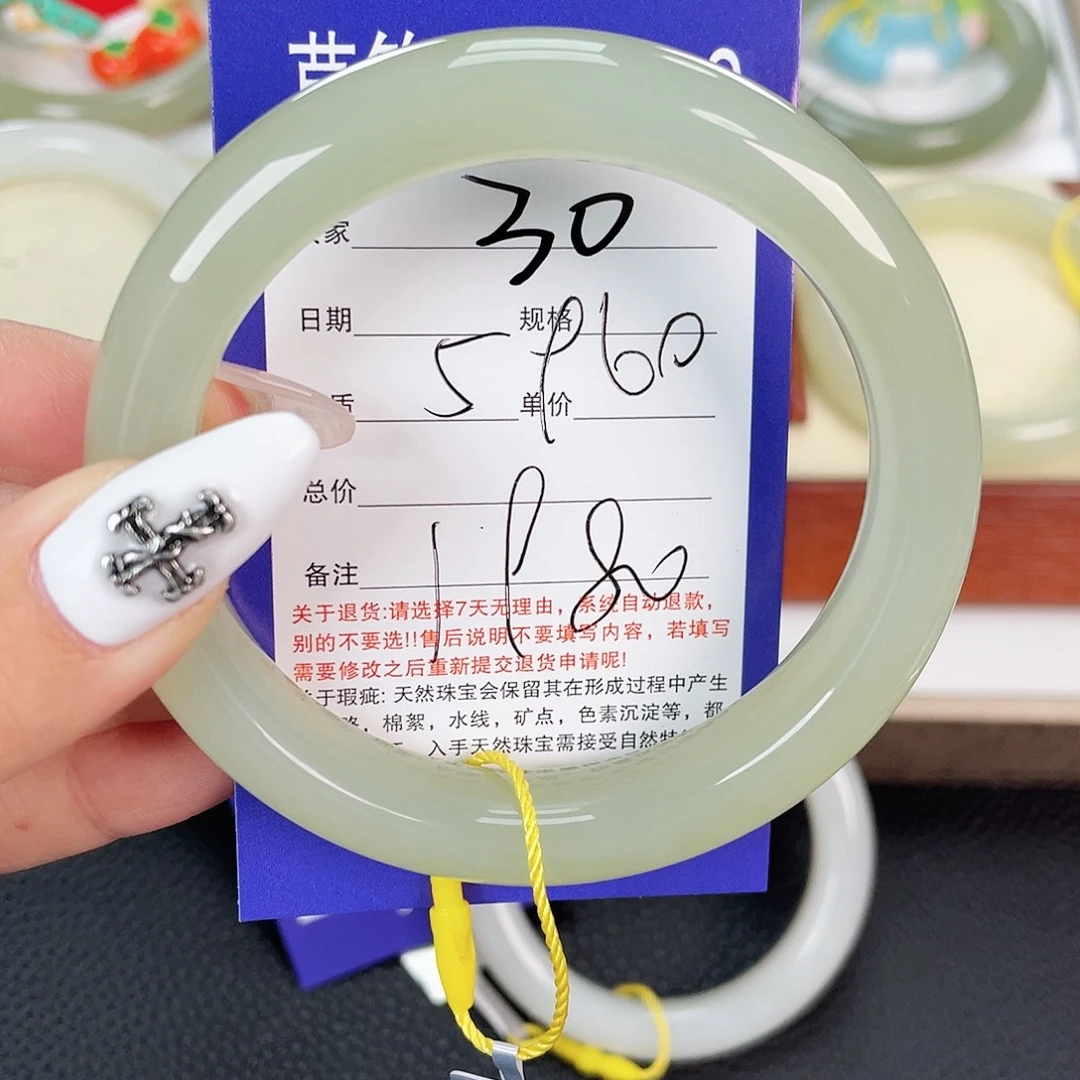 家 30
日期 规格
质 单价
5960
总价
备注
1980
关于退货:请选择7天无理由，系统自动退款，
别的不要选!!售后说明不要填写内容，若填写
需要修改之后重新提交退货申请呢!
关于瑕疵: 天然珠宝会保留其在形成过程中产生
棉絮，水线，矿点，色素沉淀等，都
入手天然珠宝需接受自然特